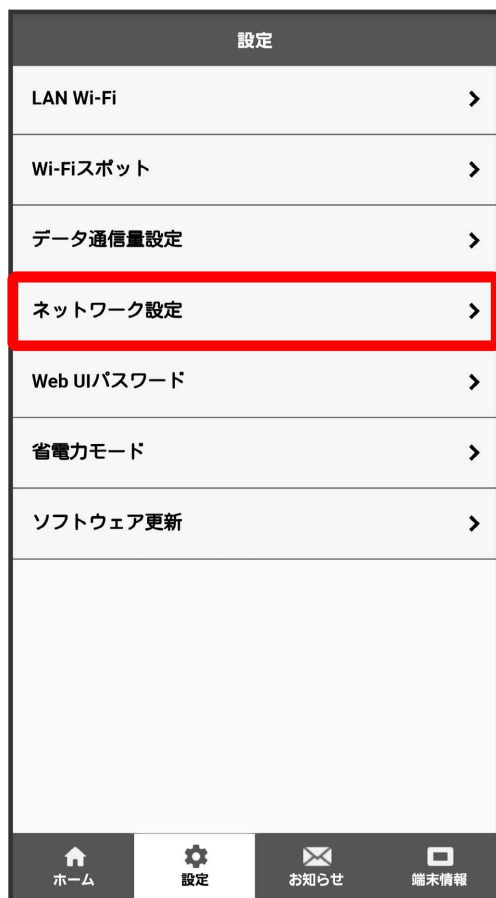 設定
LAN Wi-Fi
Wi-Fiスポット
データ通信量設定
ネットワーク設定
Web UIパスワード
省電力モード
ソフトウェア更新
ホーム
設定
お知らせ
端末情報